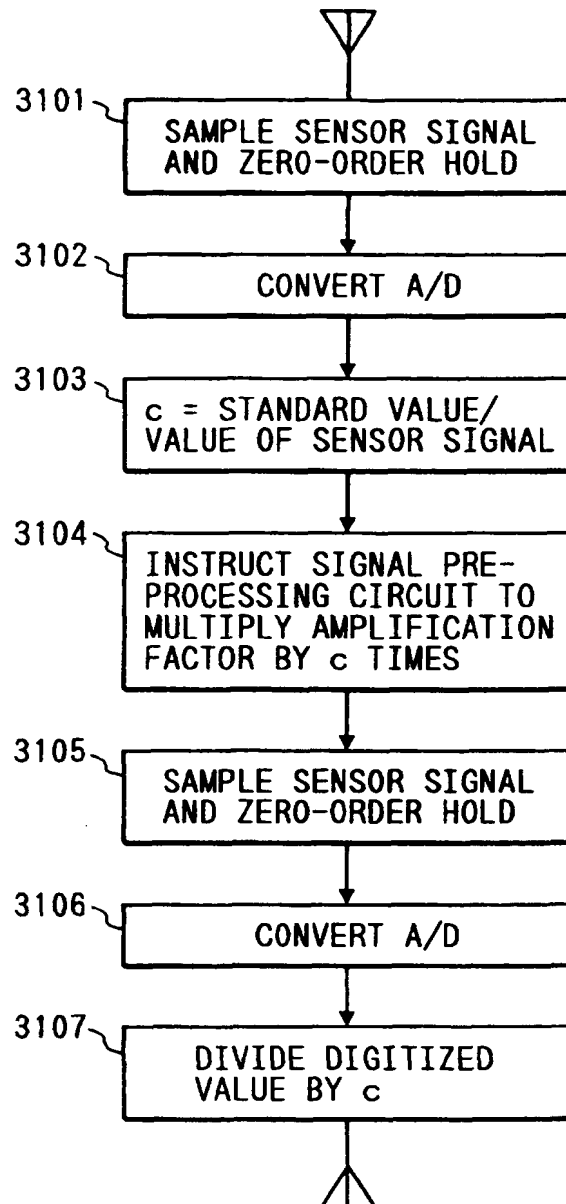 3101
SAMPLE SENSOR SIGNAL
AND ZERO-ORDER HOLD
3102
CONVERT A/D
3103
c = STANDARD VALUE/
VALUE OF SENSOR SIGNAL
3104
INSTRUCT SIGNAL PRE-
PROCESSING CIRCUIT TO
MULTIPLY AMPLIFICATION
FACTOR BY c TIMES
3105
SAMPLE SENSOR SIGNAL
AND ZERO-ORDER HOLD
3106
CONVERT A/D
3107
DIVIDE DIGITIZED
VALUE BY c